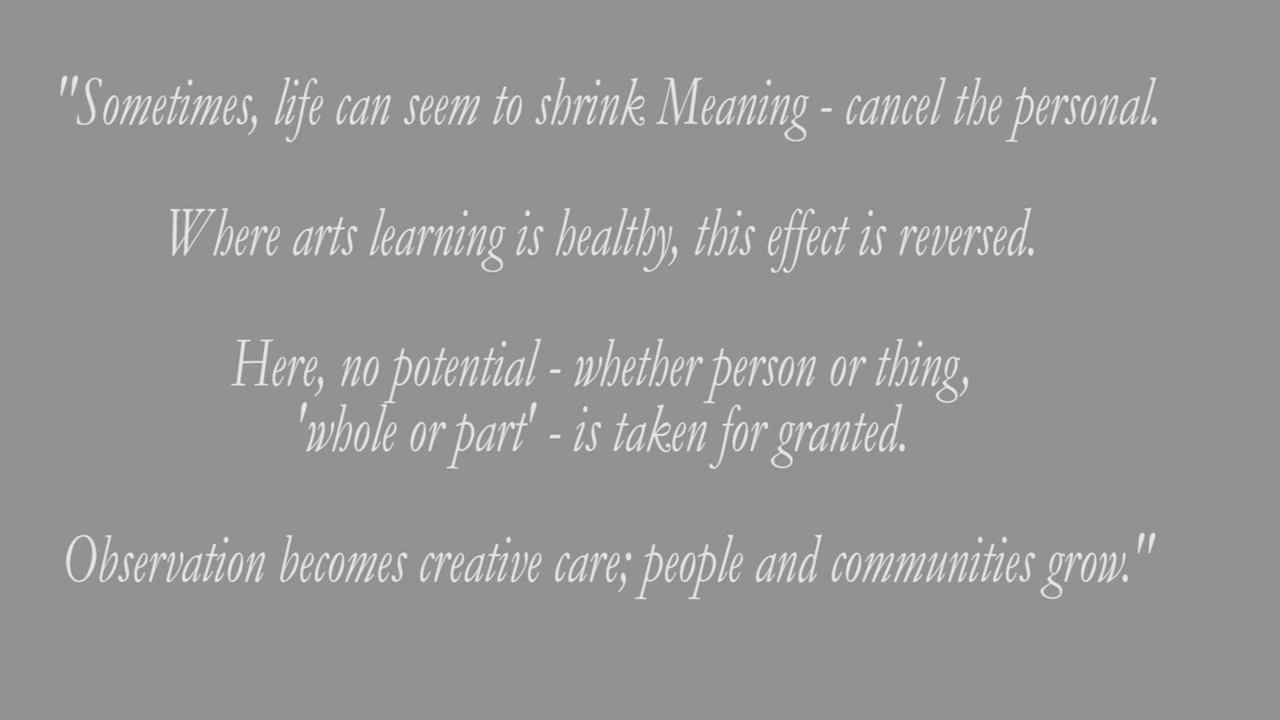 "Sometimes, life can seem to shrink Meaning - cancel the personal.
Where arts learning is healthy, this effect is reversed.
Here, no potential - whether person or thing,
'whole or part' - is taken for granted.
Observation becomes creative care; people and communities grow."